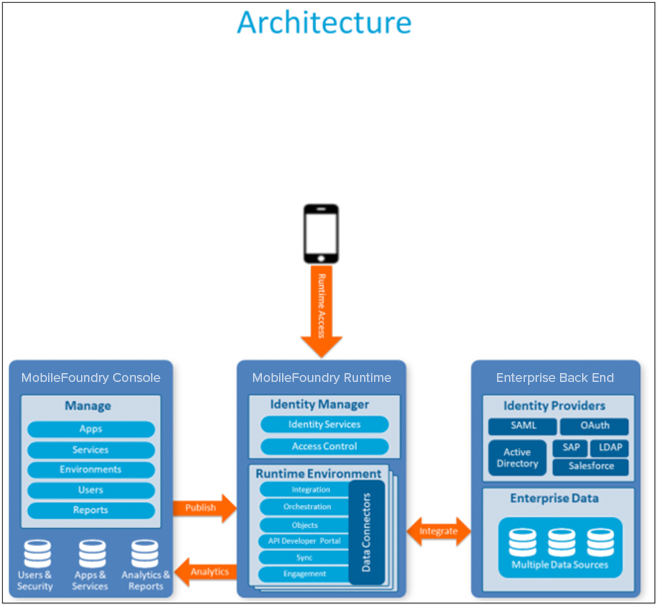 Architecture
Runtime Access
MobileFoundry Console
Manage
Apps
Services
Environments
Users
Reports
Users &
Security
Apps &
Services
Analytics &
Reports
Publish
Analytics
MobileFoundry Runtime
Identity Manager
Identity Services
Access Control
Runtime Environment
Integration
Orchestration
Objects
API Developer Portal
Sync
Engagement
Data Connectors
Integrate
Enterprise Back End
Identity Providers
SAML
OAuth
Active
Directory
SAP
LDAP
Salesforce
Enterprise Data
Multiple Data Sources